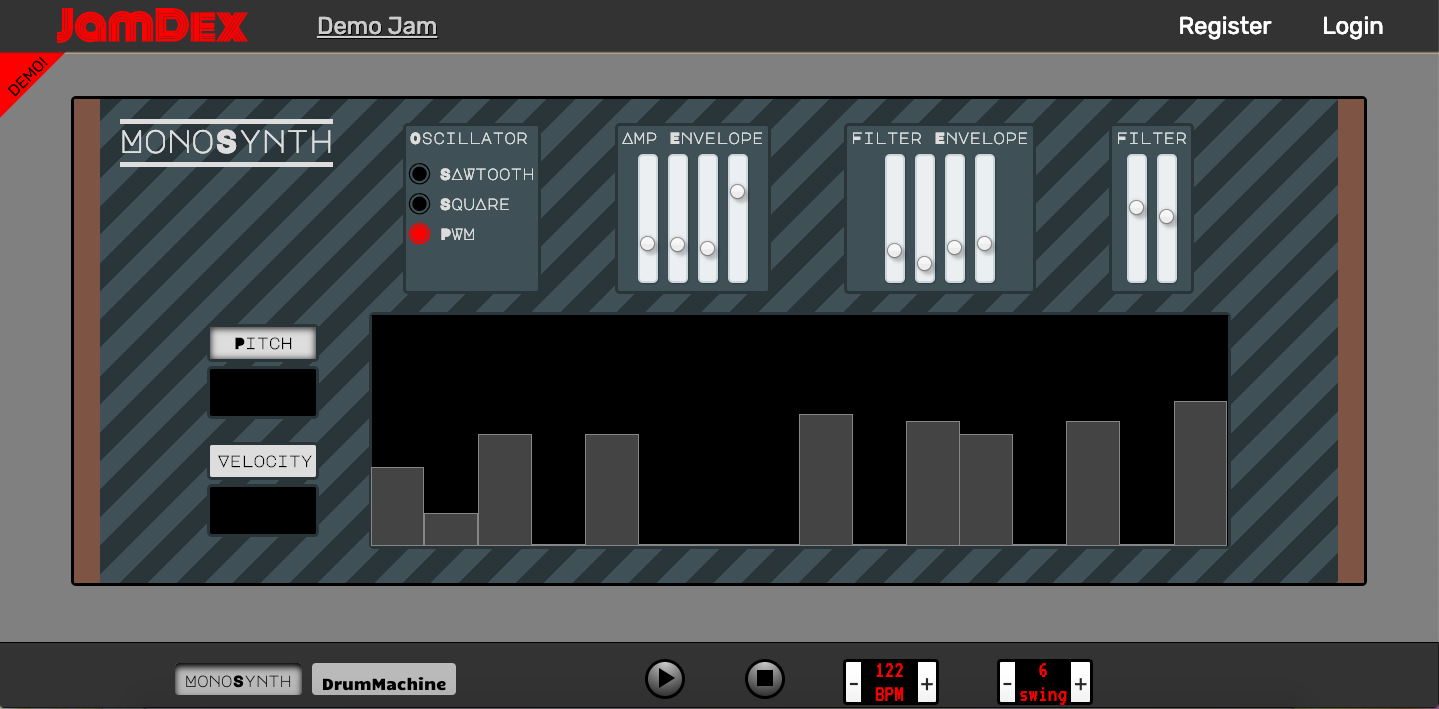 JamDex
Demo Jam
Register
Login
DEMO!
MONOSYNTH
OSCILLATOR
SAWTOOTH
SQUARE
PWM
AMP ENVELOPE
FILTER ENVELOPE
FILTER
PITCH
VELOCITY
MONOSYNTH
DrumMachine
- 122 +
BPM
- 6 +
swing